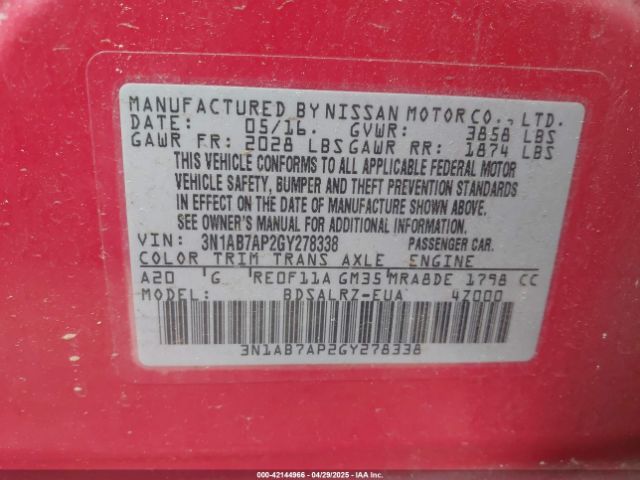 MANUFACTURED BY NISSAN MOTOR CO., LTD.
DATE: 05/16. GVWR: 3858 LBS
GAWR FR: 2028 LBS GAWR RR: 1874 LBS
THIS VEHICLE CONFORMS TO ALL APPLICABLE FEDERAL MOTOR
VEHICLE SAFETY, BUMPER AND THEFT PREVENTION STANDARDS
IN EFFECT ON THE DATE OF MANUFACTURE SHOWN ABOVE.
SEE OWNER'S MANUAL FOR ADDITIONAL INFORMATION.
VIN: 3N1AB7AP2GY278338 PASSENGER CAR.
COLOR TRIM TRANS AXLE ENGINE
A20 G RE0F11A GM35 MRA8DE 1798 CC
MODEL: BDSALRZ-EUA 47000
3N1AB7AP2GY278338
000-42144966 - 04/29/2025 - IAA Inc.